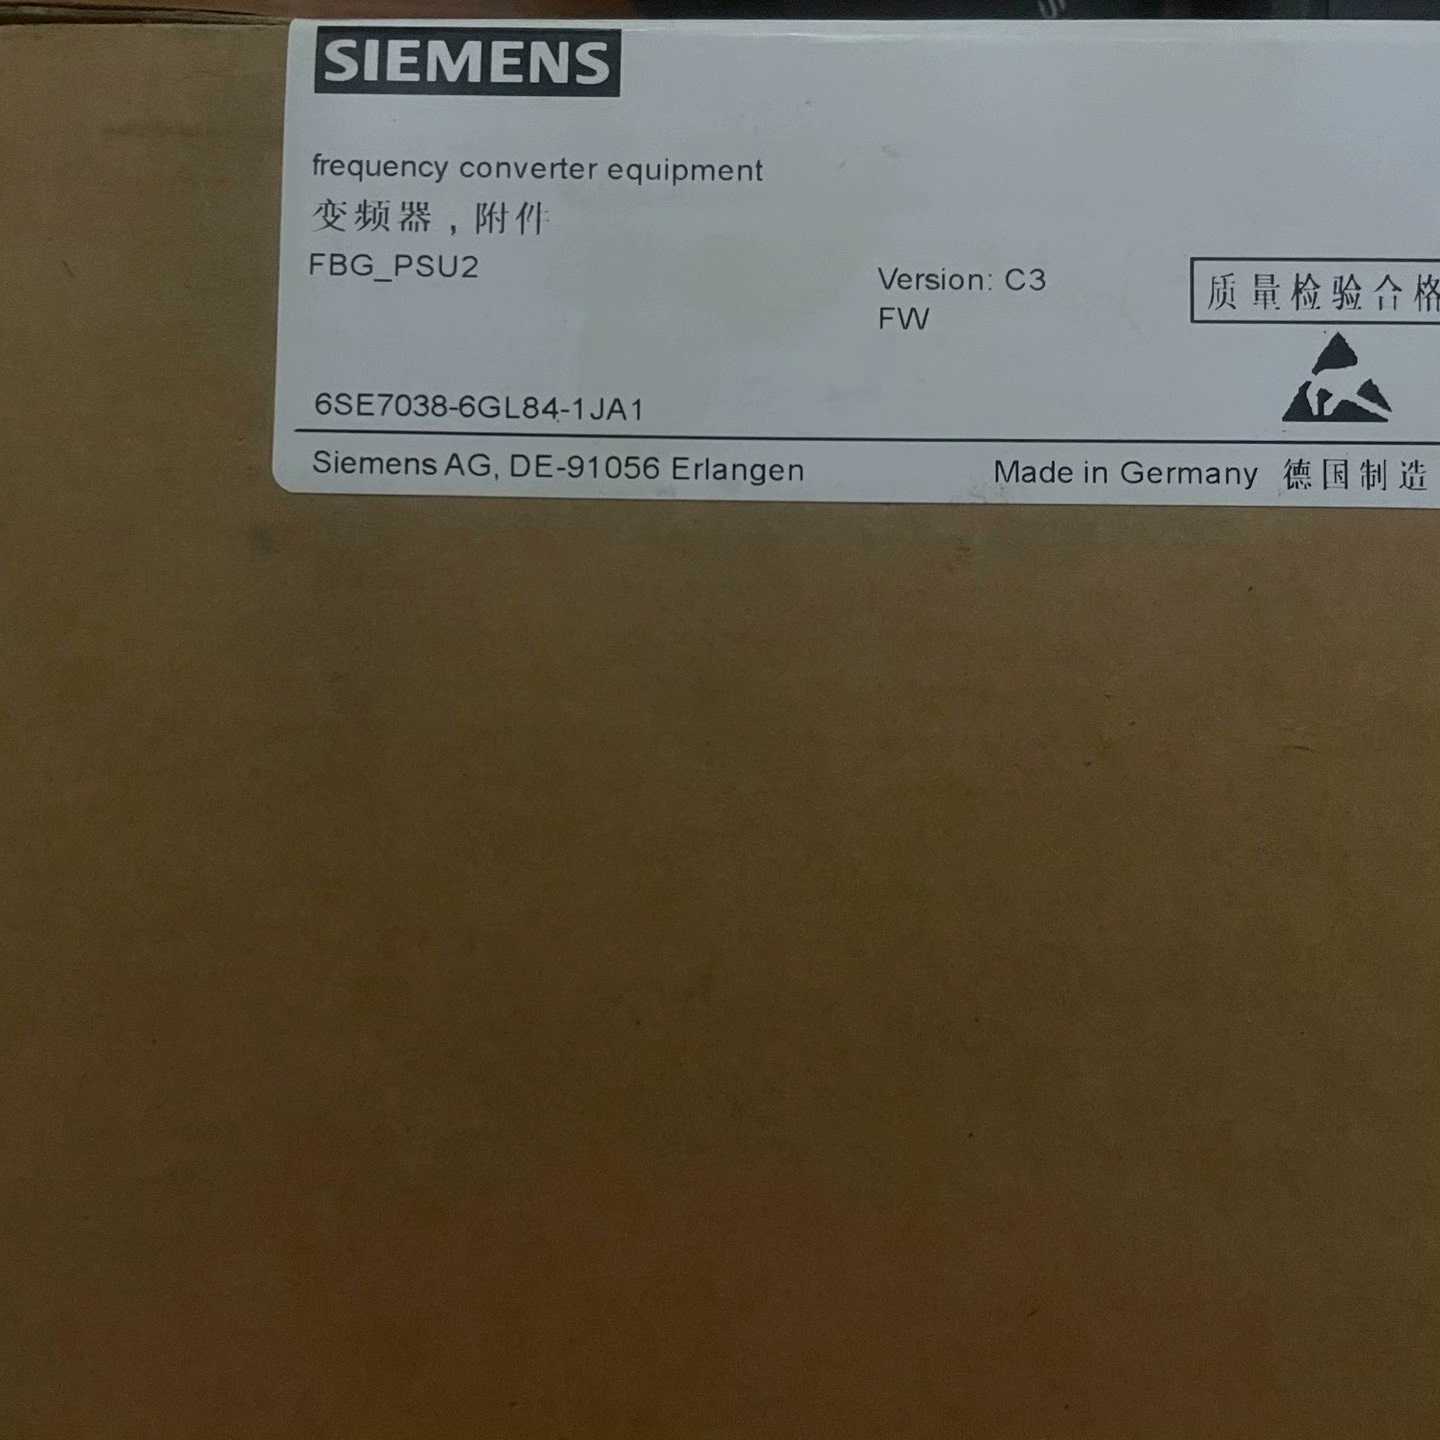 SIEMENS
frequency converter equipment
变频器，附件
FBG_PSU2
Version: C3
FW
质量检验合格
6SE7038-6GL84-1JA1
Siemens AG, DE-91056 Erlangen
Made in Germany 德国制造